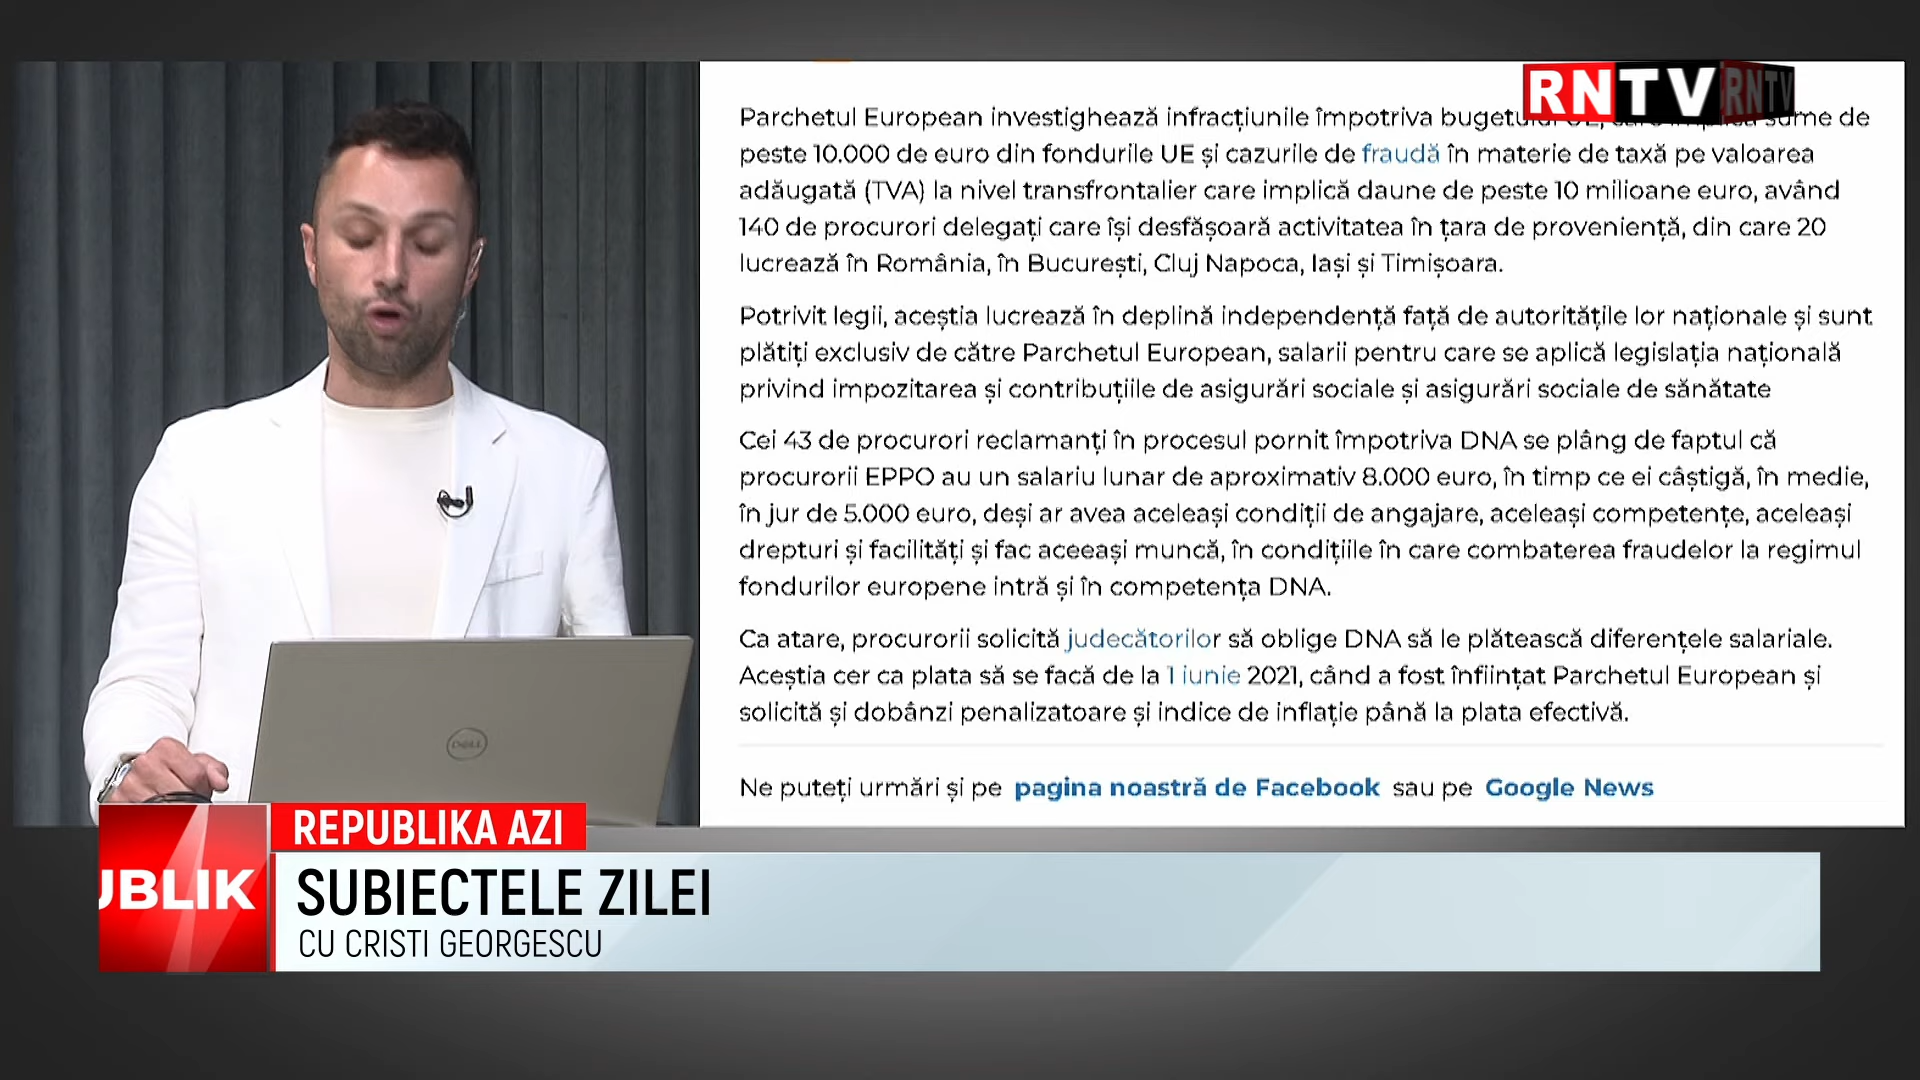 RNTV
RNTV
Parchetul European investighează infracțiunile împotriva bugetului UE, care implică sume de
peste 10.000 de euro din fondurile UE și cazurile de fraudă în materie de taxă pe valoarea
adăugată (TVA) la nivel transfrontalier care implică daune de peste 10 milioane euro, având
140 de procurori delegați care își desfășoară activitatea în țara de proveniență, din care 20
lucrează în România, în București, Cluj Napoca, Iași și Timișoara.
Potrivit legii, aceștia lucrează în deplină independență față de autoritățile lor naționale și sunt
plătiți exclusiv de către Parchetul European, salarii pentru care se aplică legislația națională
privind impozitarea și contribuțiile de asigurări sociale și asigurări sociale de sănătate
Cei 43 de procurori reclamanți în procesul pornit împotriva DNA se plâng de faptul că
procurorii EPPO au un salariu lunar de aproximativ 8.000 euro, în timp ce ei câștigă, în medie,
în jur de 5.000 euro, deși ar avea aceleași condiții de angajare, aceleași competențe, aceleași
drepturi și facilități și fac aceeași muncă, în condițiile în care combaterea fraudelor la regimul
fondurilor europene intră și în competența DNA.
Ca atare, procurorii solicită judecătorilor să oblige DNA să le plătească diferențele salariale.
Aceștia cer ca plata să se facă de la 1 iunie 2021, când a fost înființat Parchetul European și
solicită și dobânzi penalizatoare și indice de inflație până la plata efectivă.
Ne puteți urmări și pe pagina noastră de Facebook sau pe Google News
DELL
REPUBLIKA AZI
UBLIK
SUBIECTELE ZILEI
CU CRISTI GEORGESCU